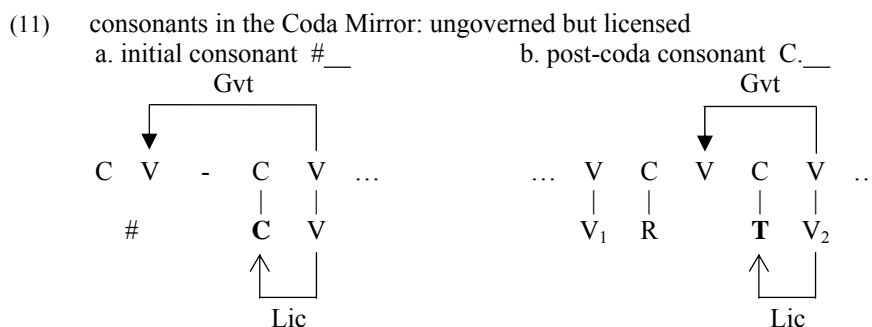 (11) consonants in the Coda Mirror: ungoverned but licensed
a. initial consonant #__ b. post-coda consonant C.__
Gvt Gvt
C V - C V … … V C V C V ..
# C V V₁ R T V₂
Lic Lic